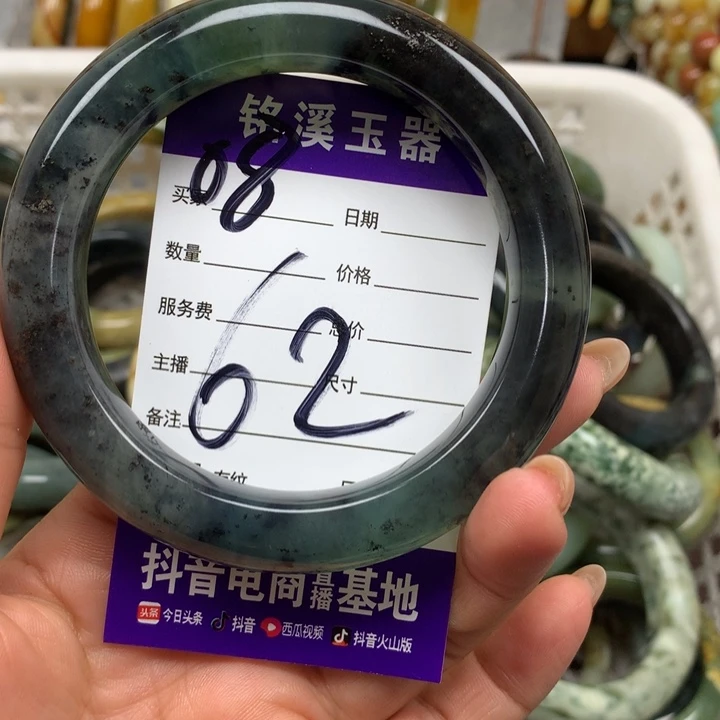 铭溪玉器
08
买家
日期
数量
价格
62
服务费
总价
主播
尺寸
备注
有纹
抖音电商直播基地
头条 今日头条 抖音 西瓜视频 抖音火山版